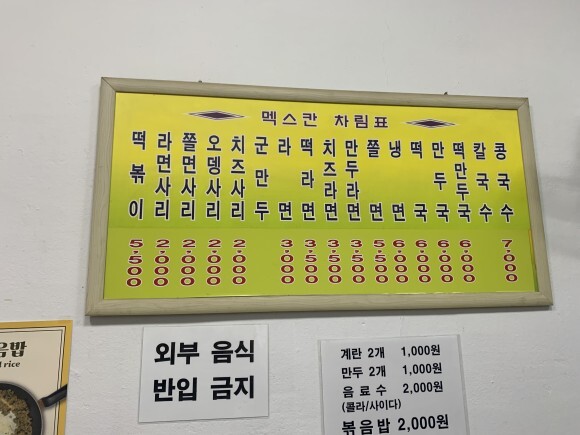 멕스칸 차림표
떡볶이 5,500
라면사리 2,000
쫄면사리 2,000
오뎅사리 2,000
치즈사리 2,000
군만두
라면 3,000
떡라면 3,500
치즈라면 3,500
만두라면 3,500
쫄면 5,500
냉면 6,000
떡국 6,000
만두국 6,000
떡만두국 6,000
칼국수
콩국수 7,000
외부 음식
반입 금지
계란 2개 1,000원
만두 2개 1,000원
음료수 2,000원
(콜라/사이다)
볶음밥 2,000원
rice